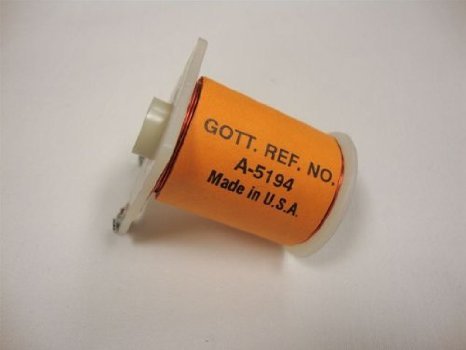 GOTT. REF. NO.
A-5194
Made in U.S.A.